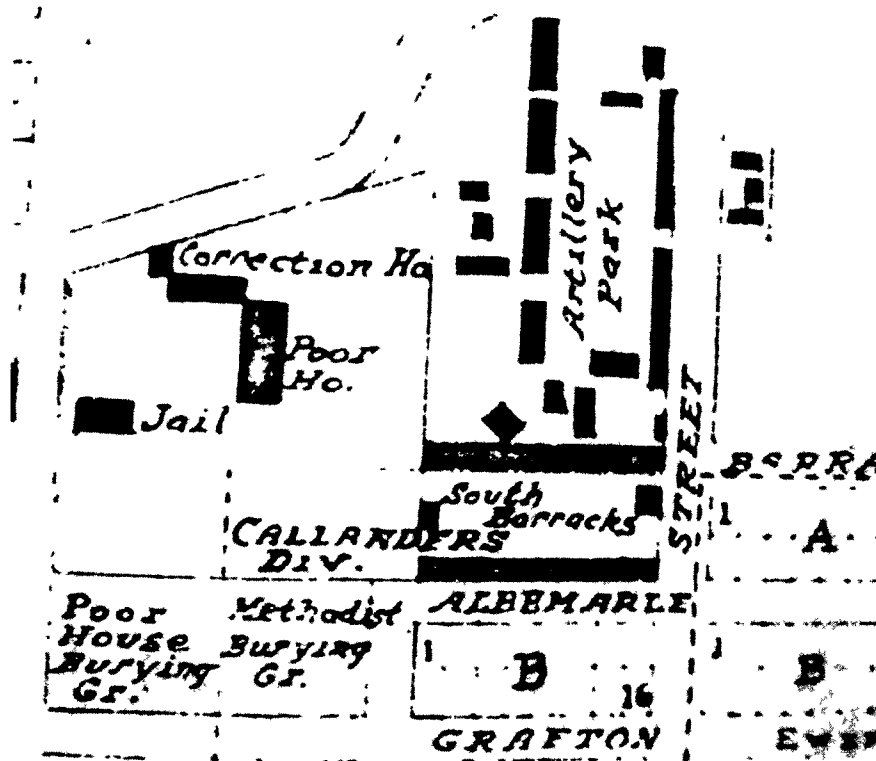 Artillery
Park
Correction Ho
Poor
Ho.
Jail
STREET
South
Barracks
CALLANDERS
DIV.
1
A
ALBEMARLE
Poor
House
Burying
Gr.
Methodist
Burying
Gr.
1
B
16
1
B
GRAFTON